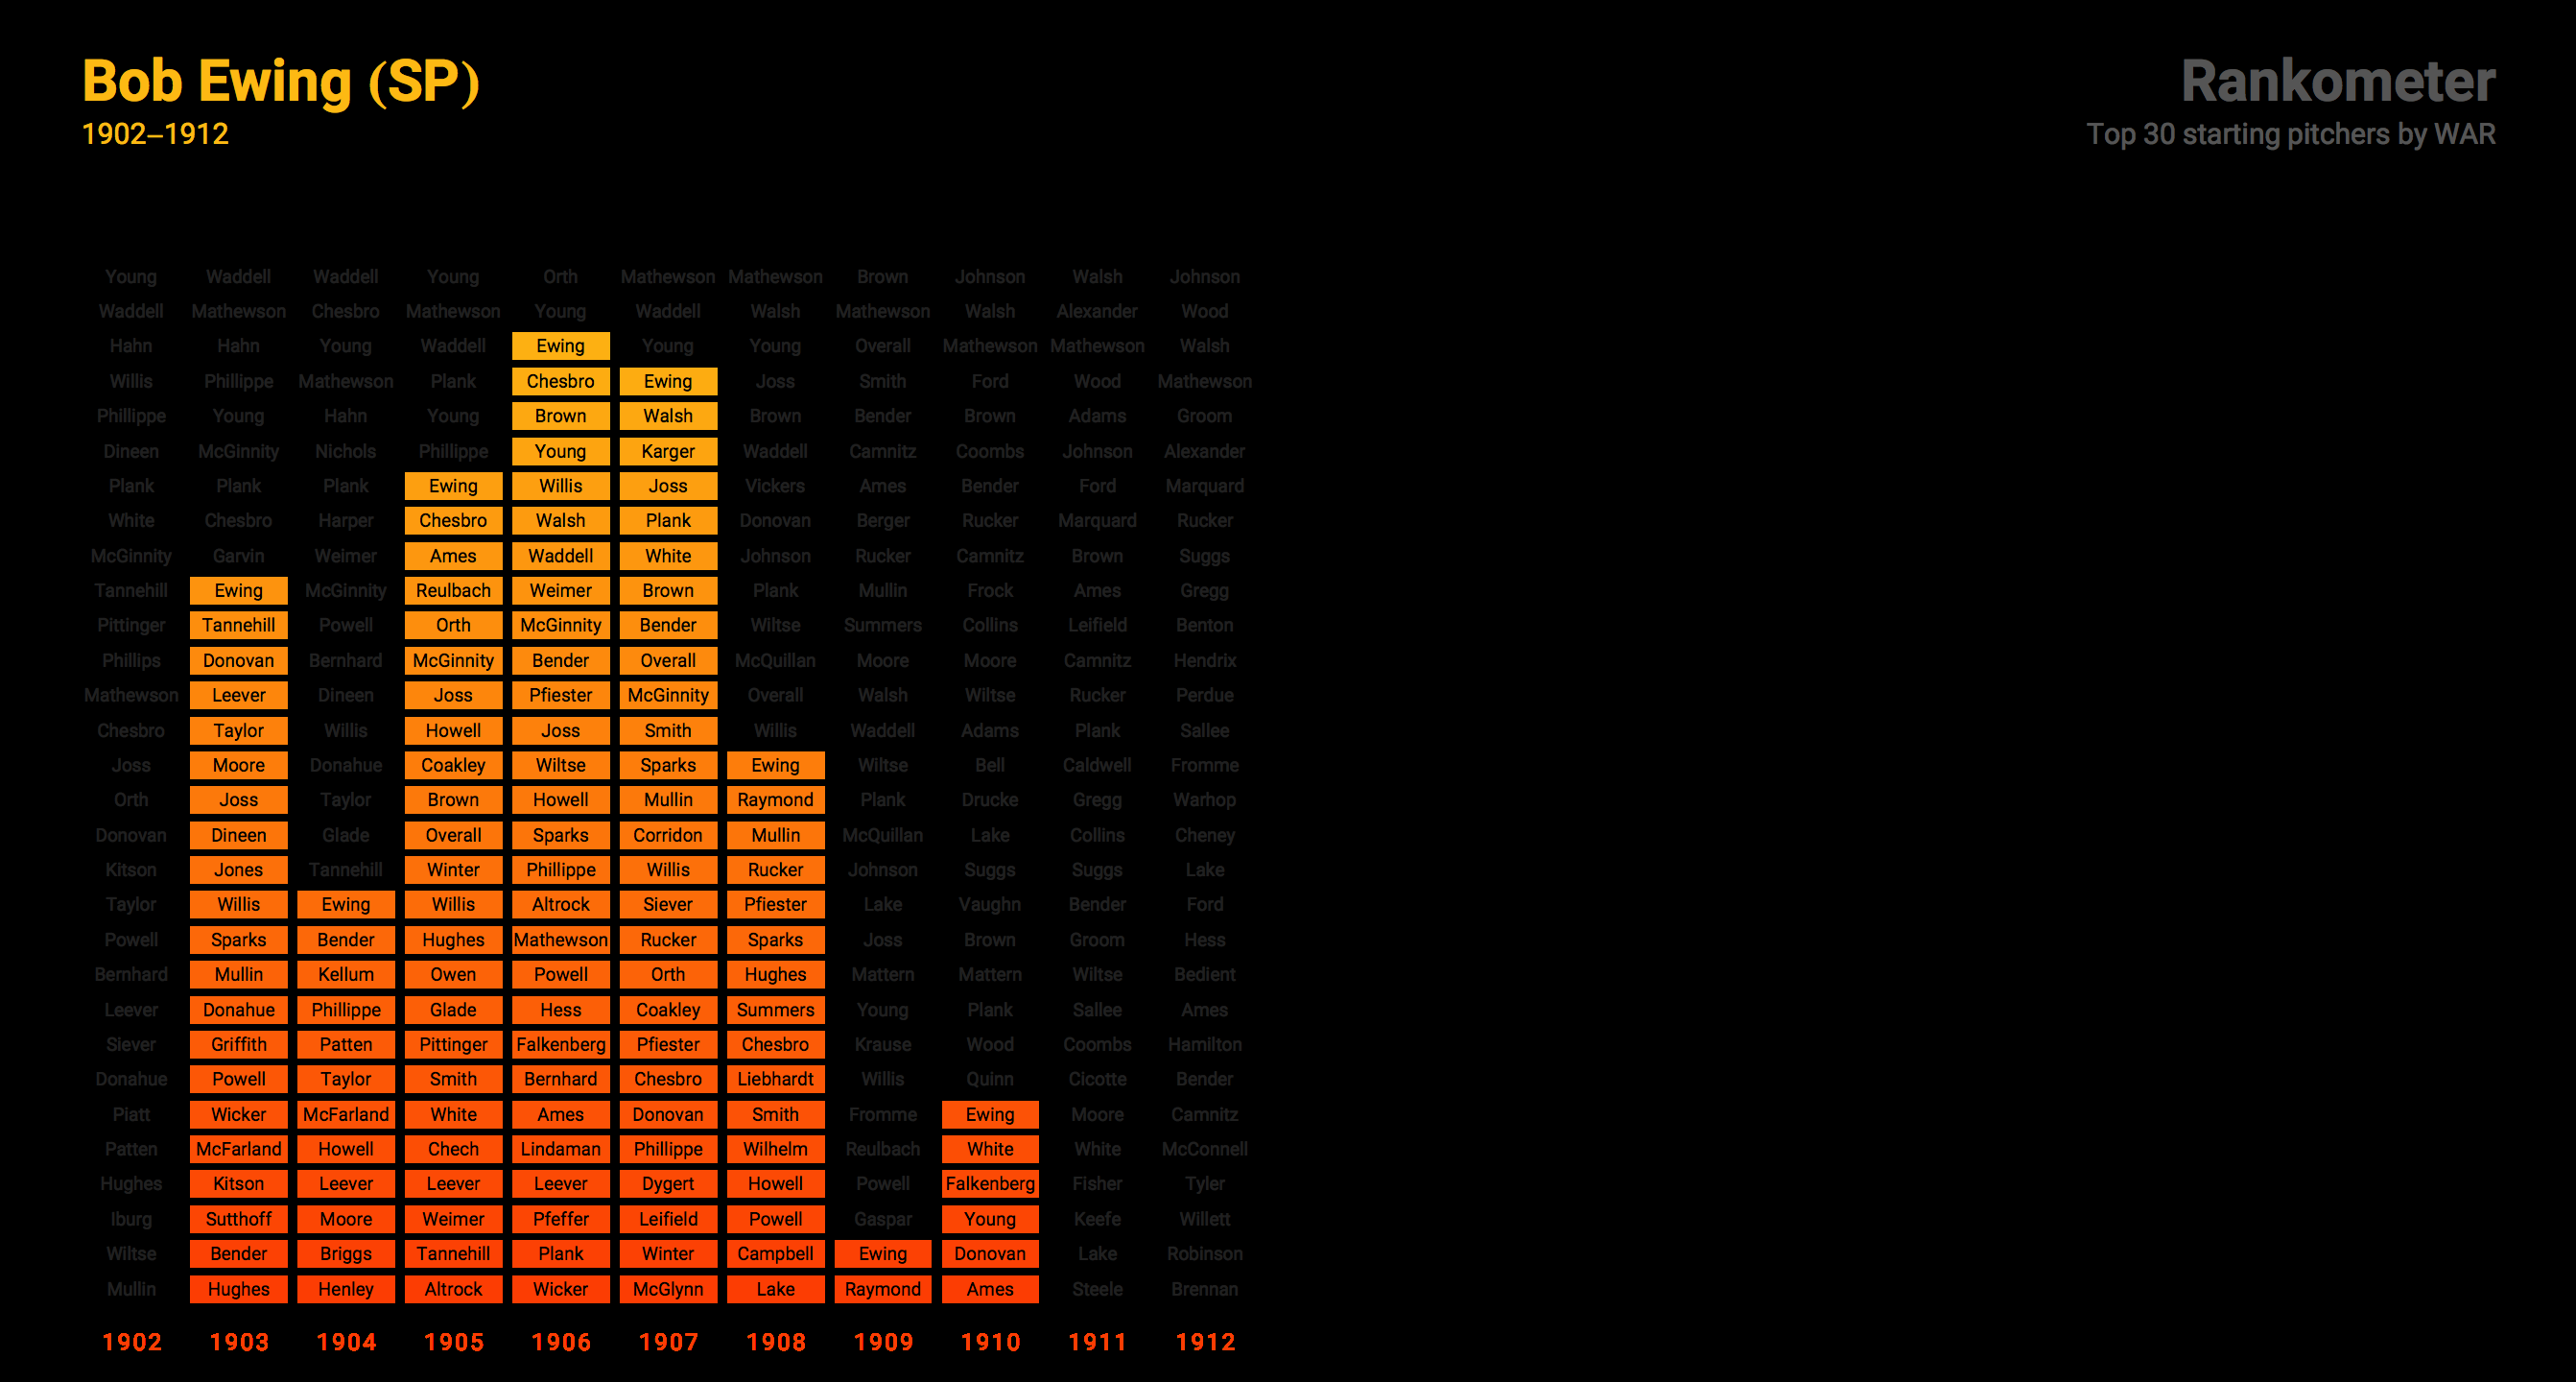 Bob Ewing (SP)
1902–1912
Rankometer
Top 30 starting pitchers by WAR
Young Waddell Waddell Young Orth Mathewson Mathewson Brown Johnson Walsh Johnson
Waddell Mathewson Chesbro Mathewson Young Waddell Walsh Mathewson Walsh Alexander Wood
Hahn Hahn Young Waddell Ewing Young Young Overall Mathewson Mathewson Walsh
Willis Phillippe Mathewson Plank Chesbro Ewing Joss Smith Ford Wood Mathewson
Phillippe Young Hahn Young Brown Walsh Brown Bender Brown Adams Groom
Dineen McGinnity Nichols Phillippe Young Karger Waddell Camnitz Coombs Johnson Alexander
Plank Plank Plank Ewing Willis Joss Vickers Ames Bender Ford Marquard
White Chesbro Harper Chesbro Walsh Plank Donovan Berger Rucker Marquard Rucker
McGinnity Garvin Weimer Ames Waddell White Johnson Rucker Camnitz Brown Suggs
Tannehill Ewing McGinnity Reulbach Weimer Brown Plank Mullin Frock Ames Gregg
Pittinger Tannehill Powell Orth McGinnity Bender Wiltse Summers Collins Leifield Benton
Phillips Donovan Bernhard McGinnity Bender Overall McQuillan Moore Moore Camnitz Hendrix
Mathewson Leever Dineen Joss Pfiester McGinnity Overall Walsh Wiltse Rucker Perdue
Chesbro Taylor Willis Howell Joss Smith Willis Waddell Adams Plank Sallee
Joss Moore Donahue Coakley Wiltse Sparks Ewing Wiltse Bell Caldwell Fromme
Orth Joss Taylor Brown Howell Mullin Raymond Plank Drucke Gregg Warhop
Donovan Dineen Glade Overall Sparks Corridon Mullin McQuillan Lake Collins Cheney
Kitson Jones Tannehill Winter Phillippe Willis Rucker Johnson Suggs Suggs Lake
Taylor Willis Ewing Willis Altrock Siever Pfiester Lake Vaughn Bender Ford
Powell Sparks Bender Hughes Mathewson Rucker Sparks Joss Brown Groom Hess
Bernhard Mullin Kellum Owen Powell Orth Hughes Mattern Mattern Wiltse Bedient
Leever Donahue Phillippe Glade Hess Coakley Summers Young Plank Sallee Ames
Siever Griffith Patten Pittinger Falkenberg Pfiester Chesbro Krause Wood Coombs Hamilton
Donahue Powell Taylor Smith Bernhard Chesbro Liebhardt Willis Quinn Cicotte Bender
Piatt Wicker McFarland White Ames Donovan Smith Fromme Ewing Moore Camnitz
Patten McFarland Howell Chech Lindaman Phillippe Wilhelm Reulbach White White McConnell
Hughes Kitson Leever Leever Leever Dygert Howell Powell Falkenberg Fisher Tyler
Iburg Sutthoff Moore Weimer Pfeffer Leifield Powell Gaspar Young Keefe Willett
Wiltse Bender Briggs Tannehill Plank Winter Campbell Ewing Donovan Lake Robinson
Mullin Hughes Henley Altrock Wicker McGlynn Lake Raymond Ames Steele Brennan
1902 1903 1904 1905 1906 1907 1908 1909 1910 1911 1912